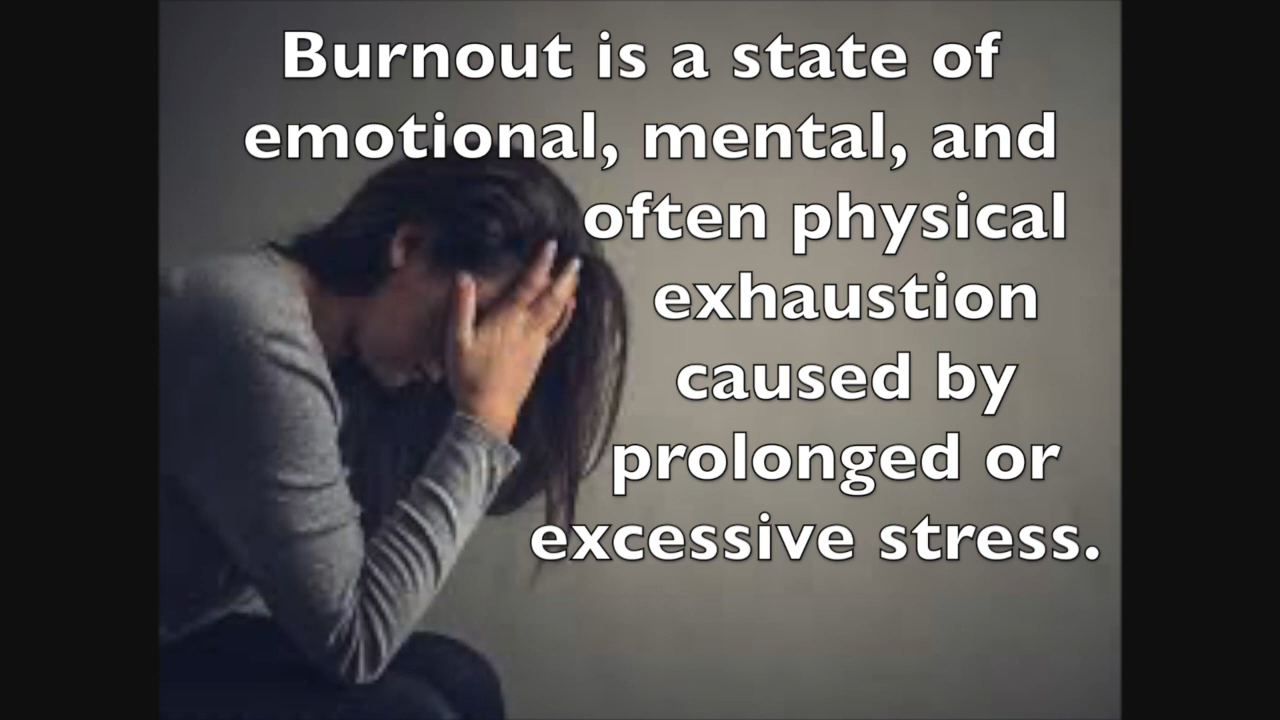 Burnout is a state of
emotional, mental, and
often physical
exhaustion
caused by
prolonged or
excessive stress.